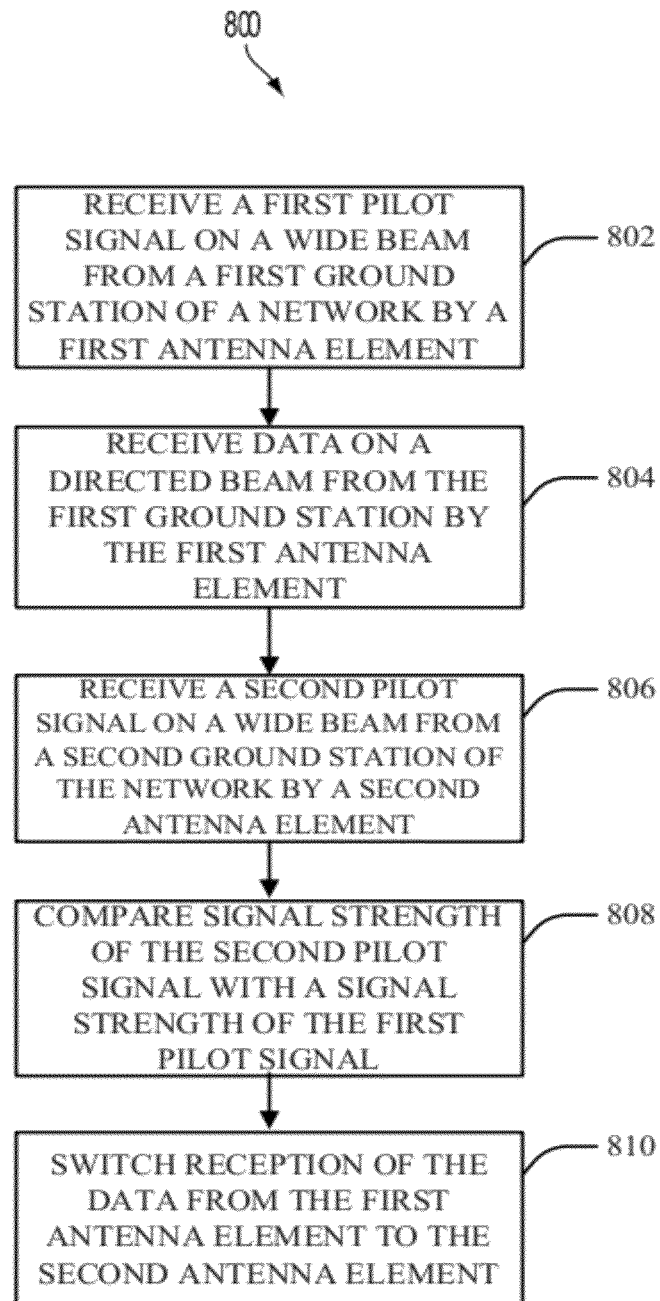 800
RECEIVE A FIRST PILOT
SIGNAL ON A WIDE BEAM
FROM A FIRST GROUND
STATION OF A NETWORK BY A
FIRST ANTENNA ELEMENT
802
RECEIVE DATA ON A
DIRECTED BEAM FROM THE
FIRST GROUND STATION BY
THE FIRST ANTENNA
ELEMENT
804
RECEIVE A SECOND PILOT
SIGNAL ON A WIDE BEAM FROM
A SECOND GROUND STATION OF
THE NETWORK BY A SECOND
ANTENNA ELEMENT
806
COMPARE SIGNAL STRENGTH
OF THE SECOND PILOT
SIGNAL WITH A SIGNAL
STRENGTH OF THE FIRST
PILOT SIGNAL
808
SWITCH RECEPTION OF THE
DATA FROM THE FIRST
ANTENNA ELEMENT TO THE
SECOND ANTENNA ELEMENT
810